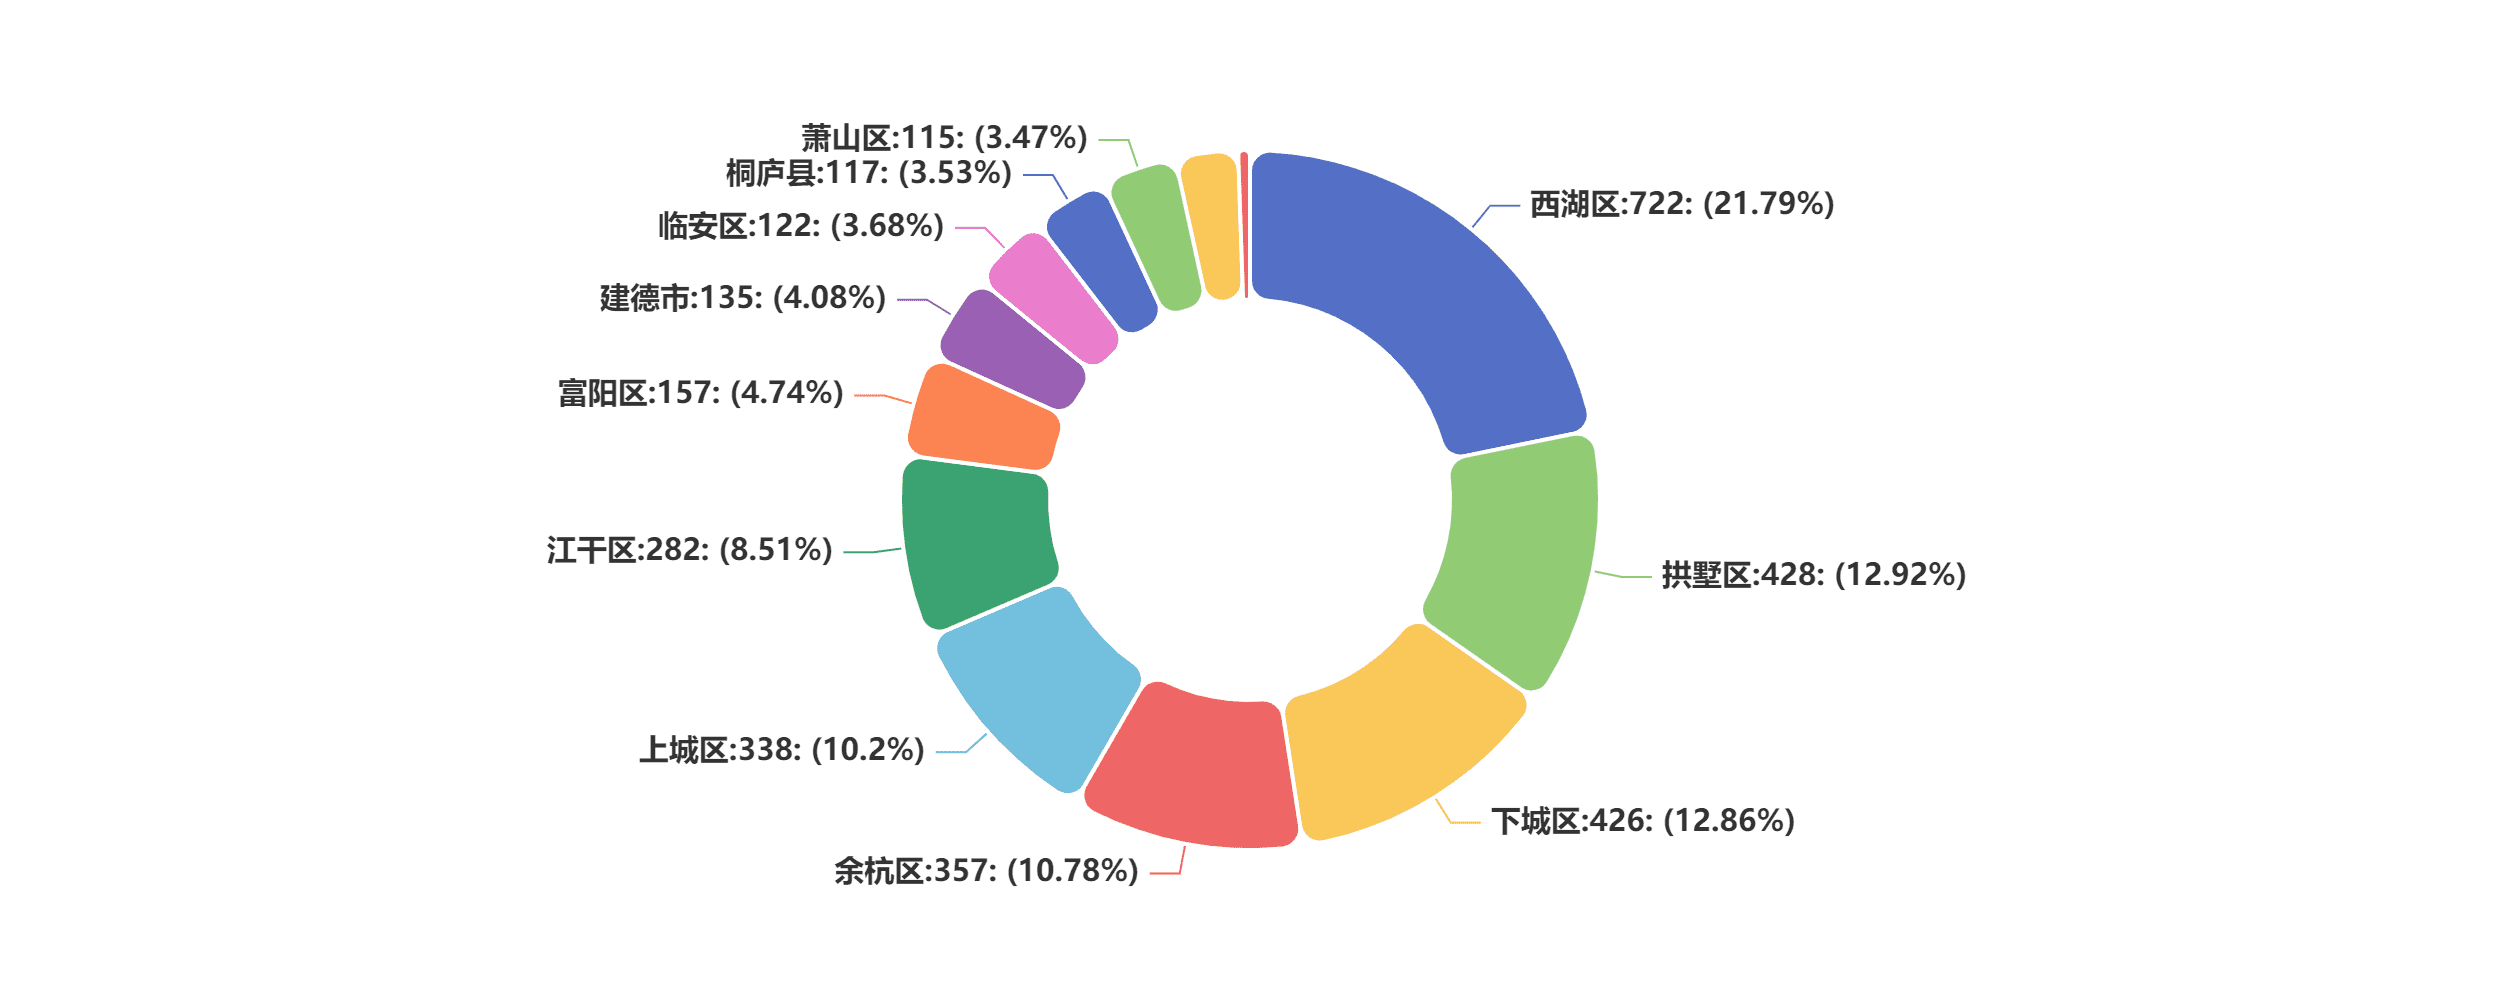 萧山区:115: (3.47%)
桐庐县:117: (3.53%)
西湖区:722: (21.79%)
临安区:122: (3.68%)
建德市:135: (4.08%)
富阳区:157: (4.74%)
江干区:282: (8.51%)
拱墅区:428: (12.92%)
上城区:338: (10.2%)
下城区:426: (12.86%)
余杭区:357: (10.78%)